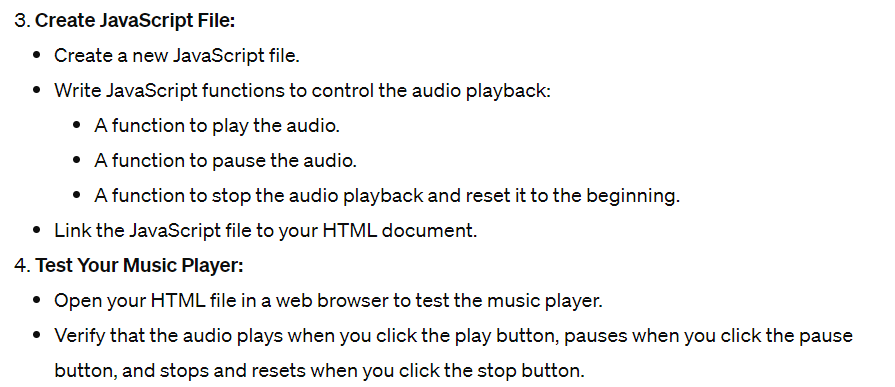 3. Create JavaScript File:
• Create a new JavaScript file.
• Write JavaScript functions to control the audio playback:
• A function to play the audio.
• A function to pause the audio.
• A function to stop the audio playback and reset it to the beginning.
• Link the JavaScript file to your HTML document.
4. Test Your Music Player:
• Open your HTML file in a web browser to test the music player.
• Verify that the audio plays when you click the play button, pauses when you click the pause
button, and stops and resets when you click the stop button.